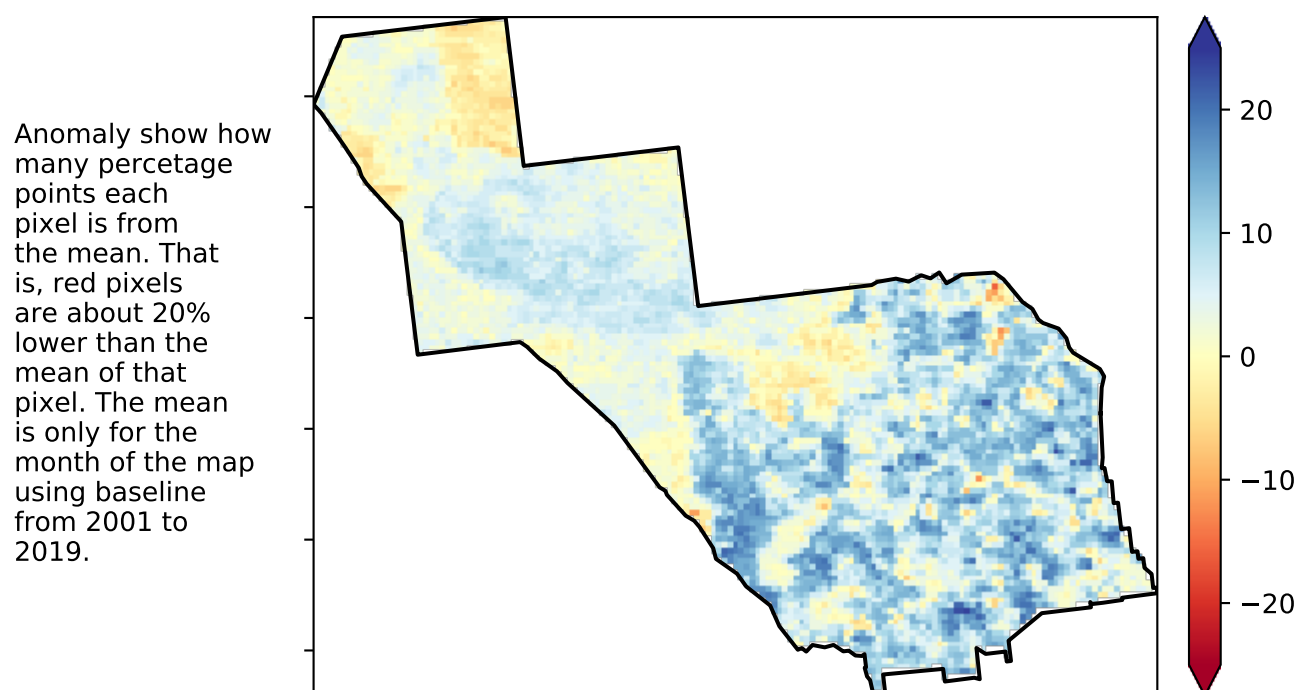 Anomaly show how
many percetage
points each
pixel is from
the mean. That
is, red pixels
are about 20%
lower than the
mean of that
pixel. The mean
is only for the
month of the map
using baseline
from 2001 to
2019.
20
10
0
−10
−20